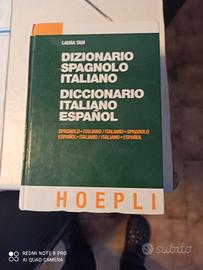 LAURA TAM
DIZIONARIO
SPAGNOLO
ITALIANO
DICCIONARIO
ITALIANO
ESPAÑOL
SPAGNOLO•ITALIANO / ITALIANO•SPAGNOLO
ESPAÑOL•ITALIANO / ITALIANO•ESPAÑOL
HOEPLI
REDMI NOTE 8 PRO
AI QUAD CAMERA
subito